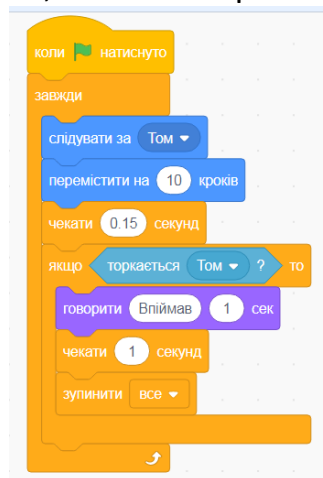 коли натиснуто
завжди
слідувати за Том
перемістити на 10 кроків
чекати 0.15 секунд
якщо торкається Том ? то
говорити Впіймав 1 сек
чекати 1 секунд
зупинити все